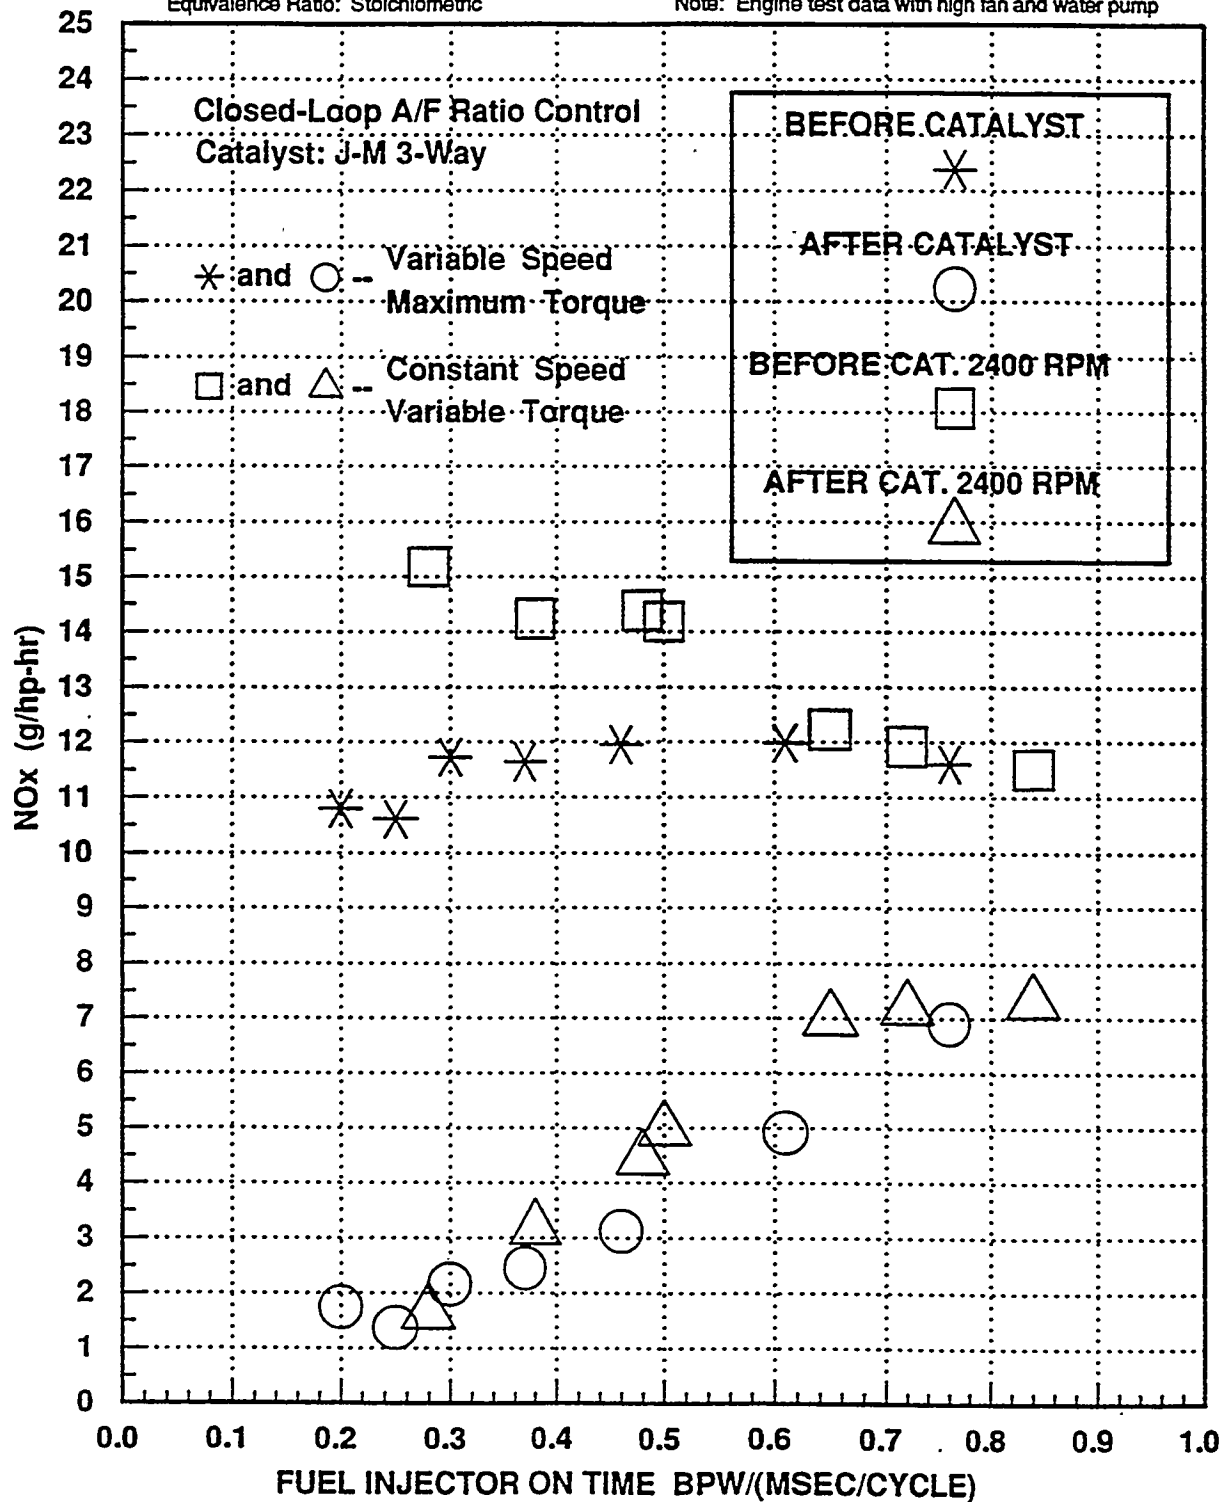 Equivalence Ratio: Stoichiometric
Note: Engine test data with high fan and water pump
Closed-Loop A/F Ratio Control
Catalyst: J-M 3-Way
and -- Variable Speed
Maximum Torque
and -- Constant Speed
Variable Torque
BEFORE CATALYST
AFTER CATALYST
BEFORE CAT. 2400 RPM
AFTER CAT. 2400 RPM
NOx (g/hp-hr)
25
24
23
22
21
20
19
18
17
16
15
14
13
12
11
10
9
8
7
6
5
4
3
2
1
0
0.0 0.1 0.2 0.3 0.4 0.5 0.6 0.7 0.8 0.9 1.0
FUEL INJECTOR ON TIME BPW/(MSEC/CYCLE)